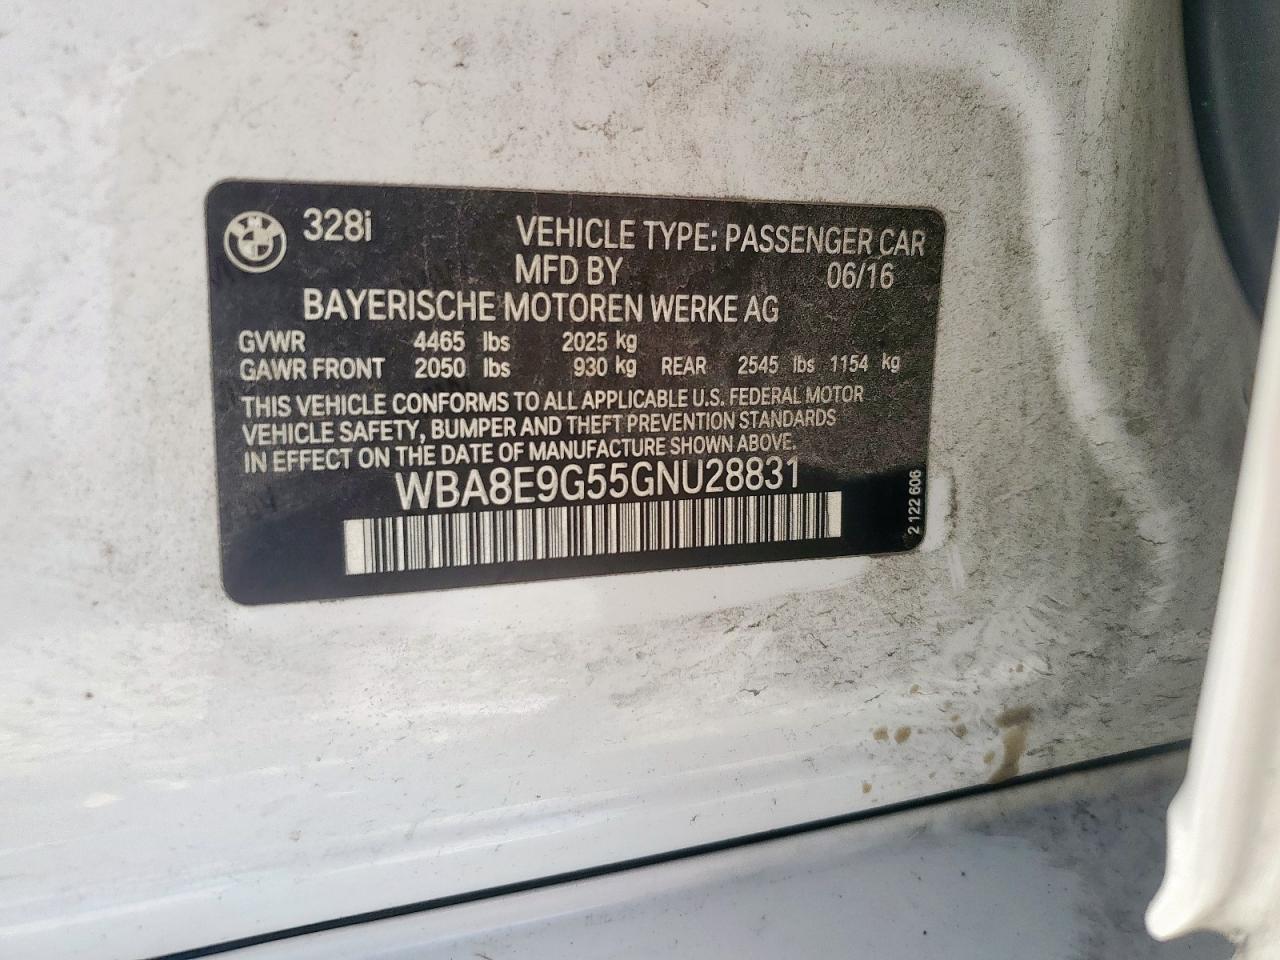 328i
VEHICLE TYPE: PASSENGER CAR
MFD BY 06/16
BAYERISCHE MOTOREN WERKE AG
GVWR 4465 lbs 2025 kg
GAWR FRONT 2050 lbs 930 kg REAR 2545 lbs 1154 kg
THIS VEHICLE CONFORMS TO ALL APPLICABLE U.S. FEDERAL MOTOR
VEHICLE SAFETY, BUMPER AND THEFT PREVENTION STANDARDS
IN EFFECT ON THE DATE OF MANUFACTURE SHOWN ABOVE.
WBA8E9G55GNU28831
2 122 606